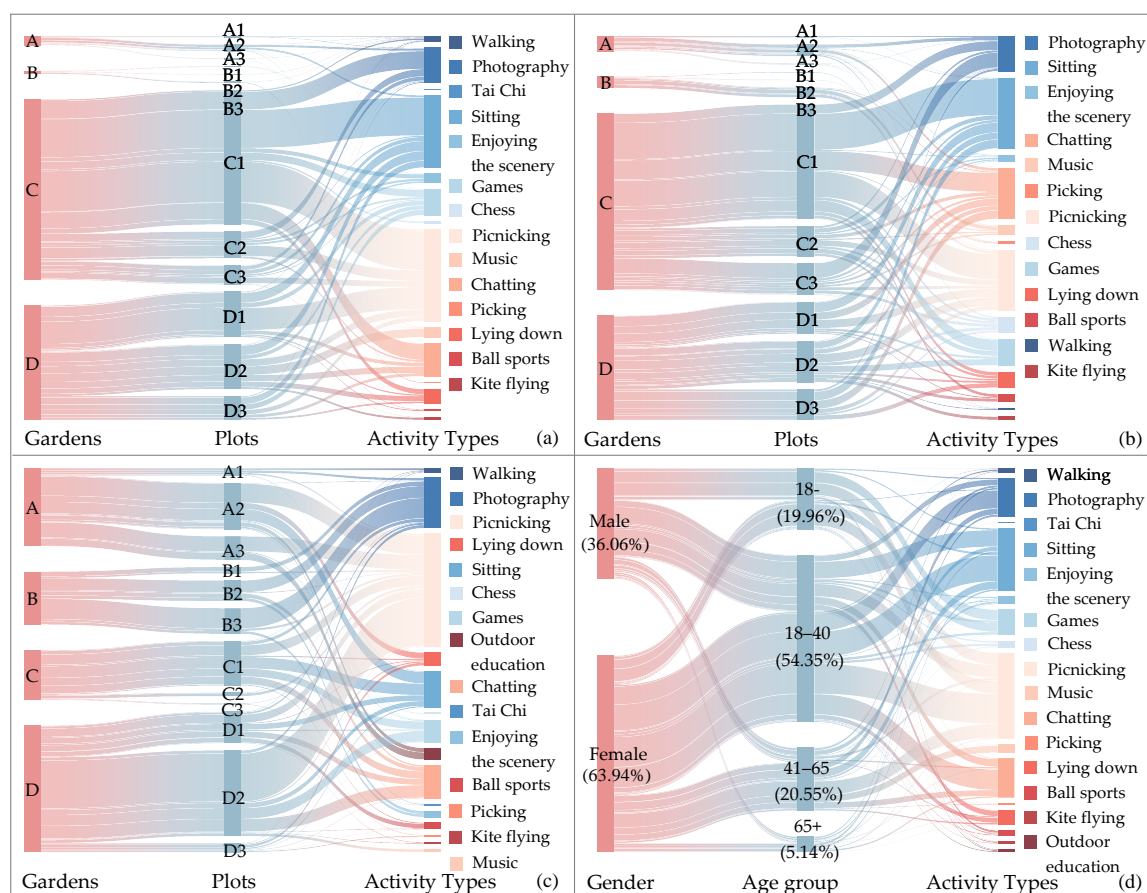 A
B
C
D
A1
A2
A3
B1
B2
B3
C1
C2
C3
D1
D2
D3
Walking
Photography
Tai Chi
Sitting
Enjoying
the scenery
Games
Chess
Picnicking
Music
Chatting
Picking
Lying down
Ball sports
Kite flying
Gardens Plots Activity Types (a)
A
B
C
D
A1
A2
A3
B1
B2
B3
C1
C2
C3
D1
D2
D3
Photography
Sitting
Enjoying
the scenery
Chatting
Music
Picking
Picnicking
Chess
Games
Lying down
Ball sports
Walking
Kite flying
Gardens Plots Activity Types (b)
A
B
C
D
A1
A2
A3
B1
B2
B3
C1
C2
C3
D1
D2
D3
Walking
Photography
Picnicking
Lying down
Sitting
Chess
Games
Outdoor
education
Chatting
Tai Chi
Enjoying
the scenery
Ball sports
Picking
Kite flying
Music
Gardens Plots Activity Types (c)
Male
(36.06%)
Female
(63.94%)
18-
(19.96%)
18–40
(54.35%)
41–65
(20.55%)
65+
(5.14%)
Walking
Photography
Tai Chi
Sitting
Enjoying
the scenery
Games
Chess
Picnicking
Music
Chatting
Picking
Lying down
Ball sports
Kite flying
Outdoor
education
Gender Age group Activity Types (d)